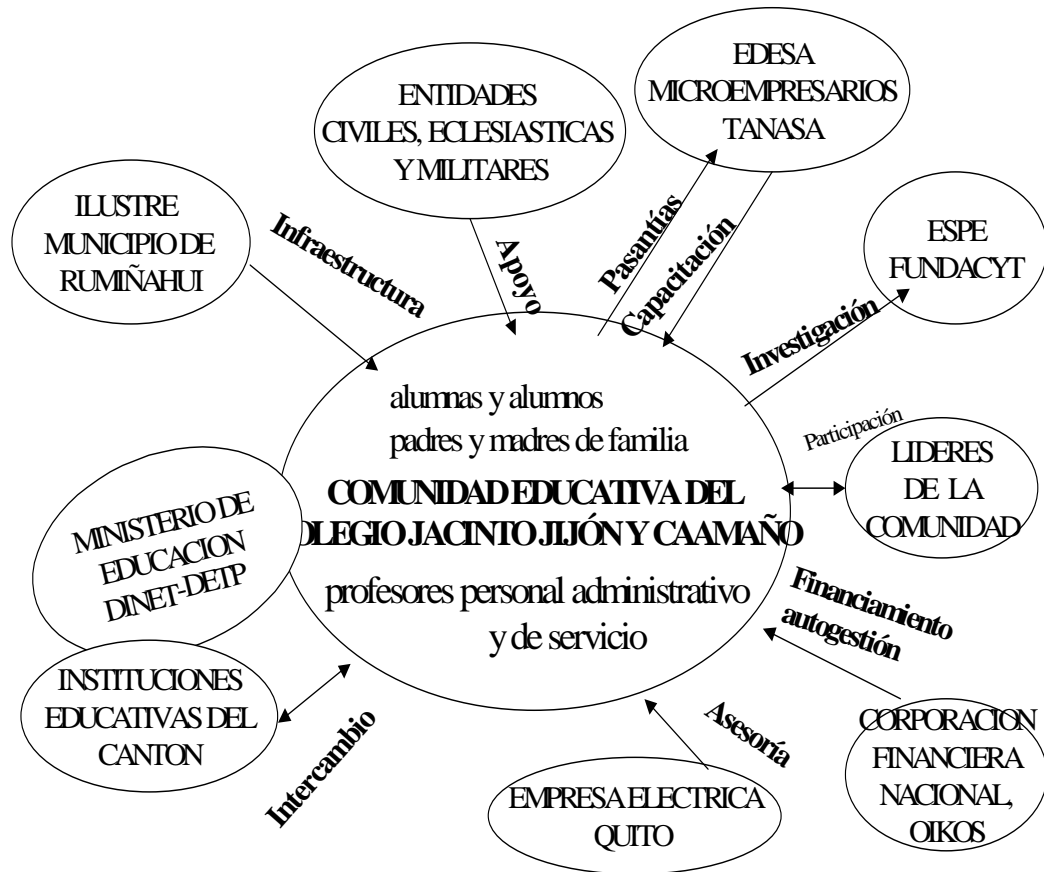 EDESA
MICROEMPRESARIOS
TANASA
ENTIDADES
CIVILES, ECLESIASTICAS
Y MILITARES
ILUSTRE
MUNICIPIO DE
RUMIÑAHUI
Infraestructura
Apoyo
Pasantías
Capacitación
ESPE
FUNDACYT
Investigación
alumnas y alumnos
padres y madres de familia
COMUNIDAD EDUCATIVA DEL
OLEGIO JACINTO JIJÓN Y CAAMAÑO
profesores personal administrativo
y de servicio
Participación
LIDERES
DE LA
COMUNIDAD
MINISTERIO DE
EDUCACION
DINET-DETP
INSTITUCIONES
EDUCATIVAS DEL
CANTON
Intercambio
Financiamiento
autogestión
CORPORACION
FINANCIERA
NACIONAL,
OIKOS
Asesoría
EMPRESA ELECTRICA
QUITO